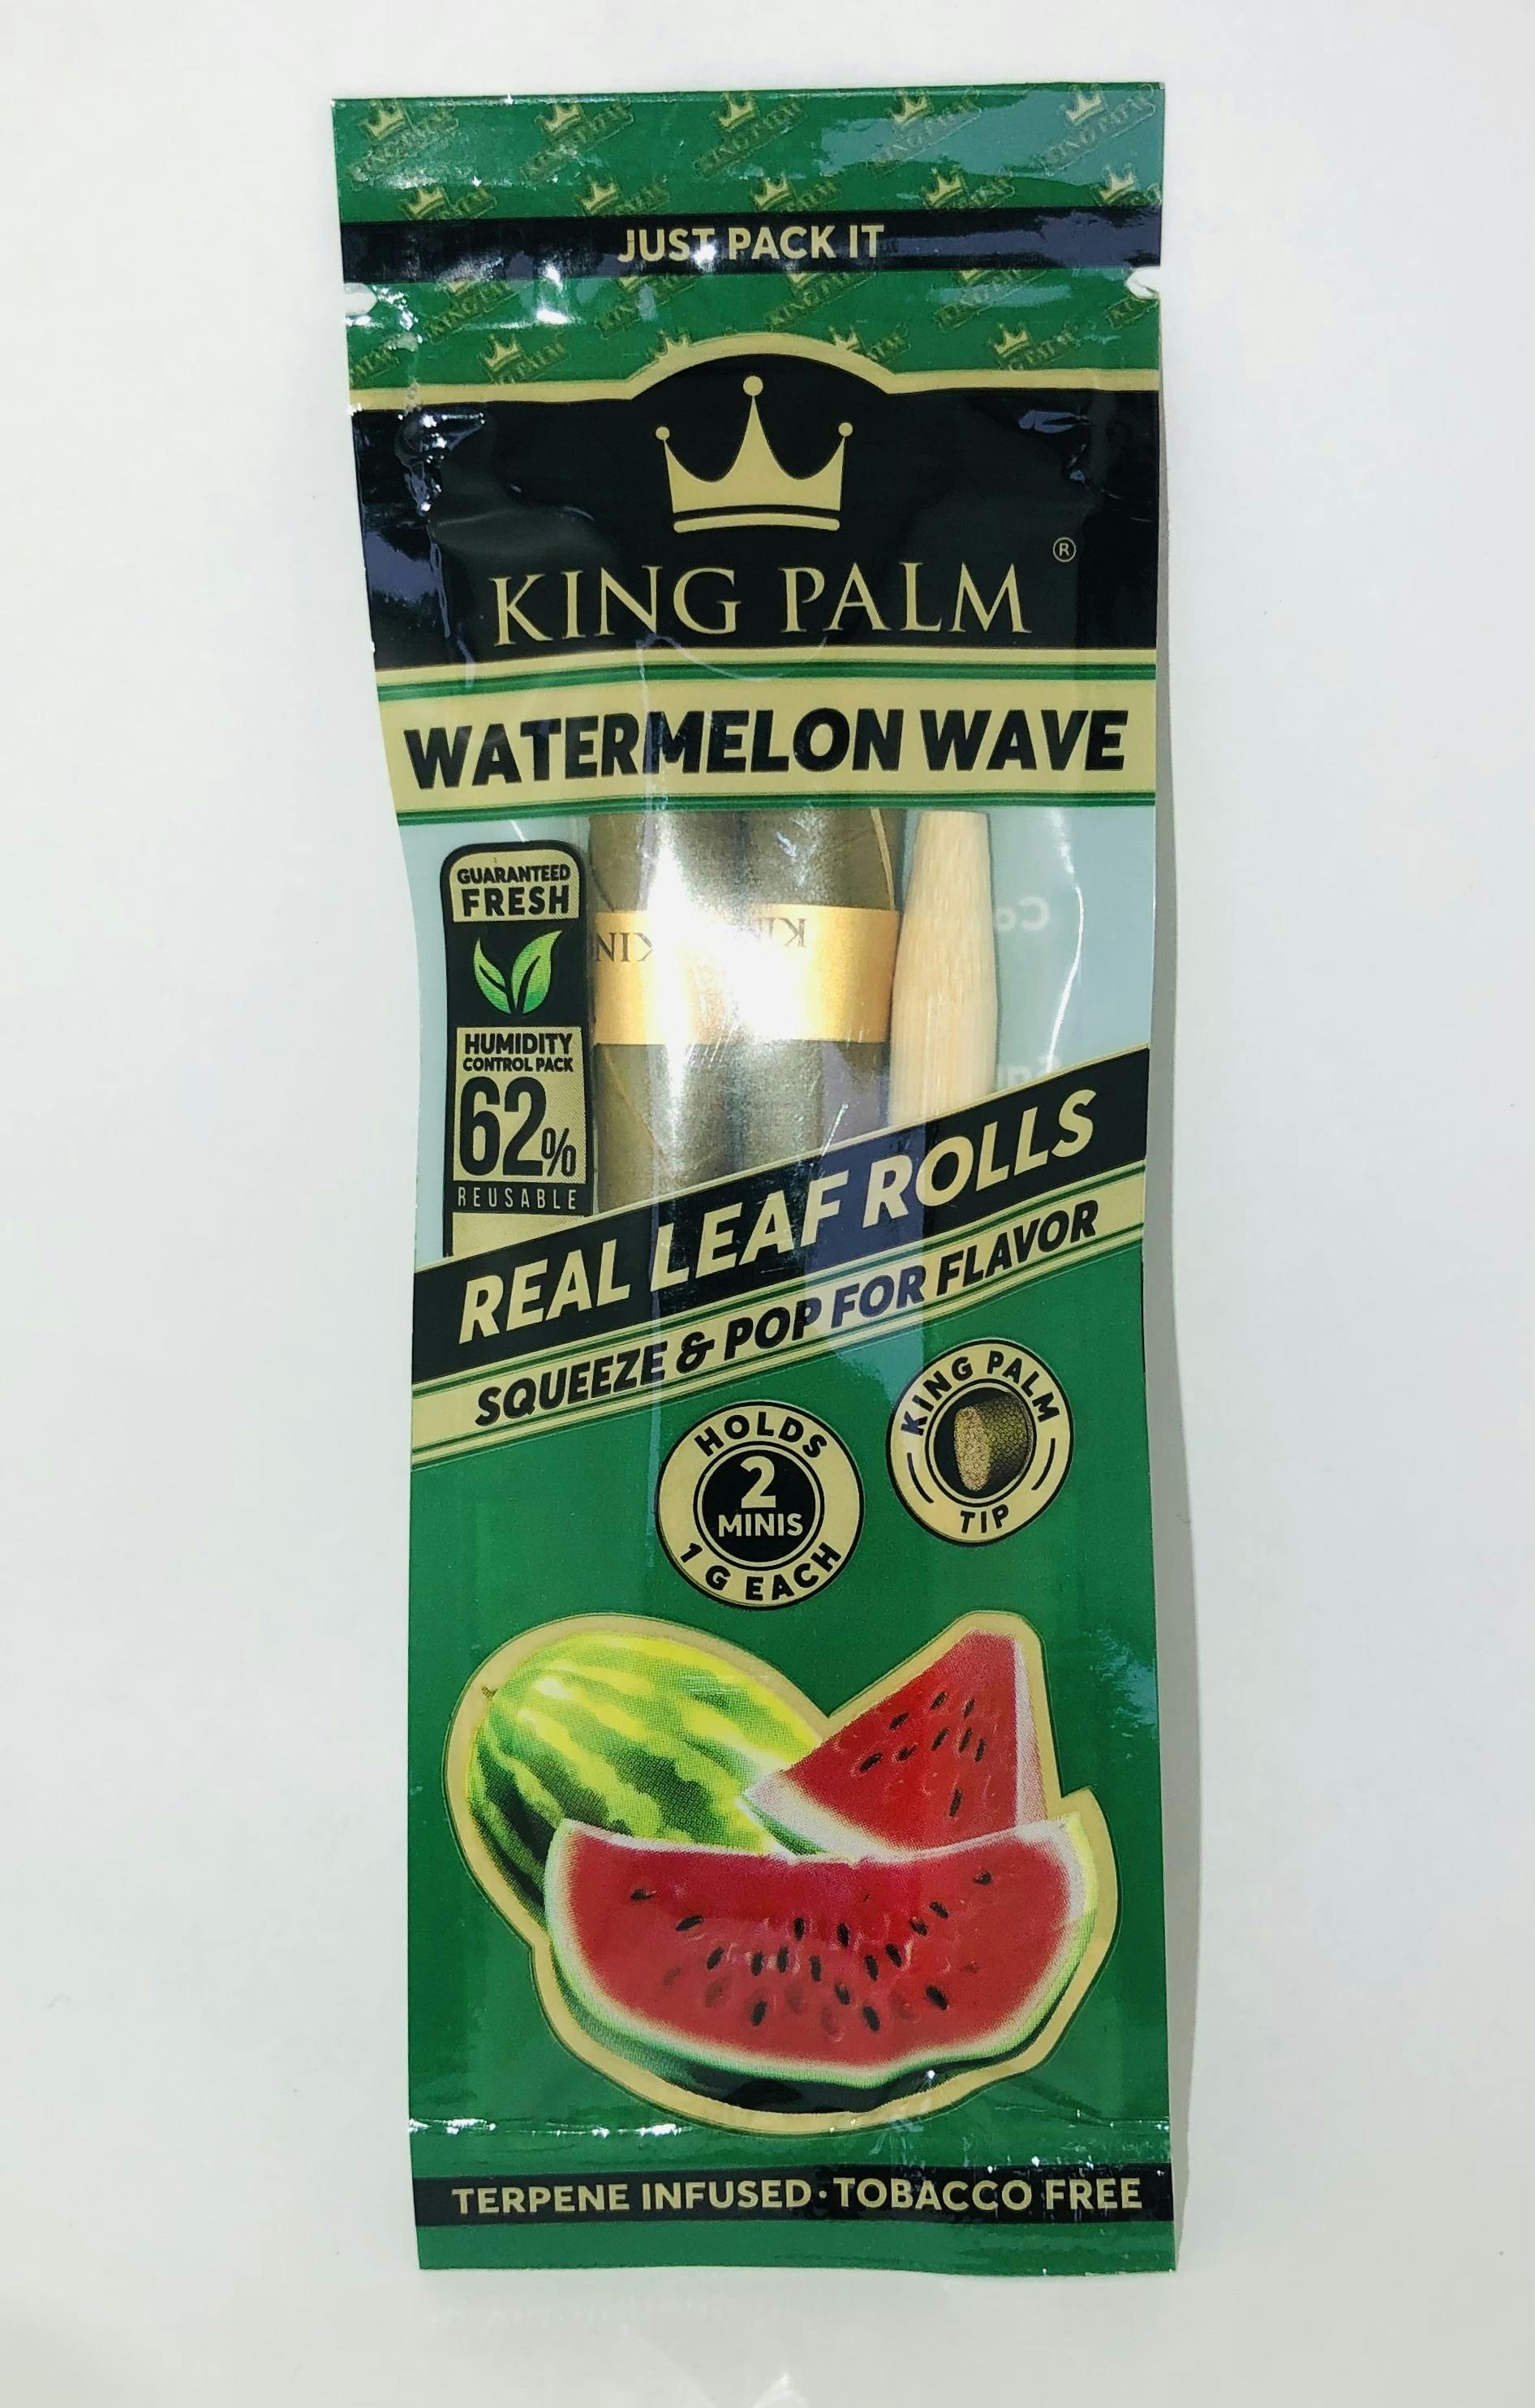 JUST PACK IT
KING PALM ®
WATERMELON WAVE
GUARANTEED
FRESH
HUMIDITY
CONTROL PACK
62%
REUSABLE
REAL LEAF ROLLS
SQUEEZE & POP FOR FLAVOR
HOLDS
2
MINIS
1 G EACH
KING PALM
TIP
TERPENE INFUSED · TOBACCO FREE